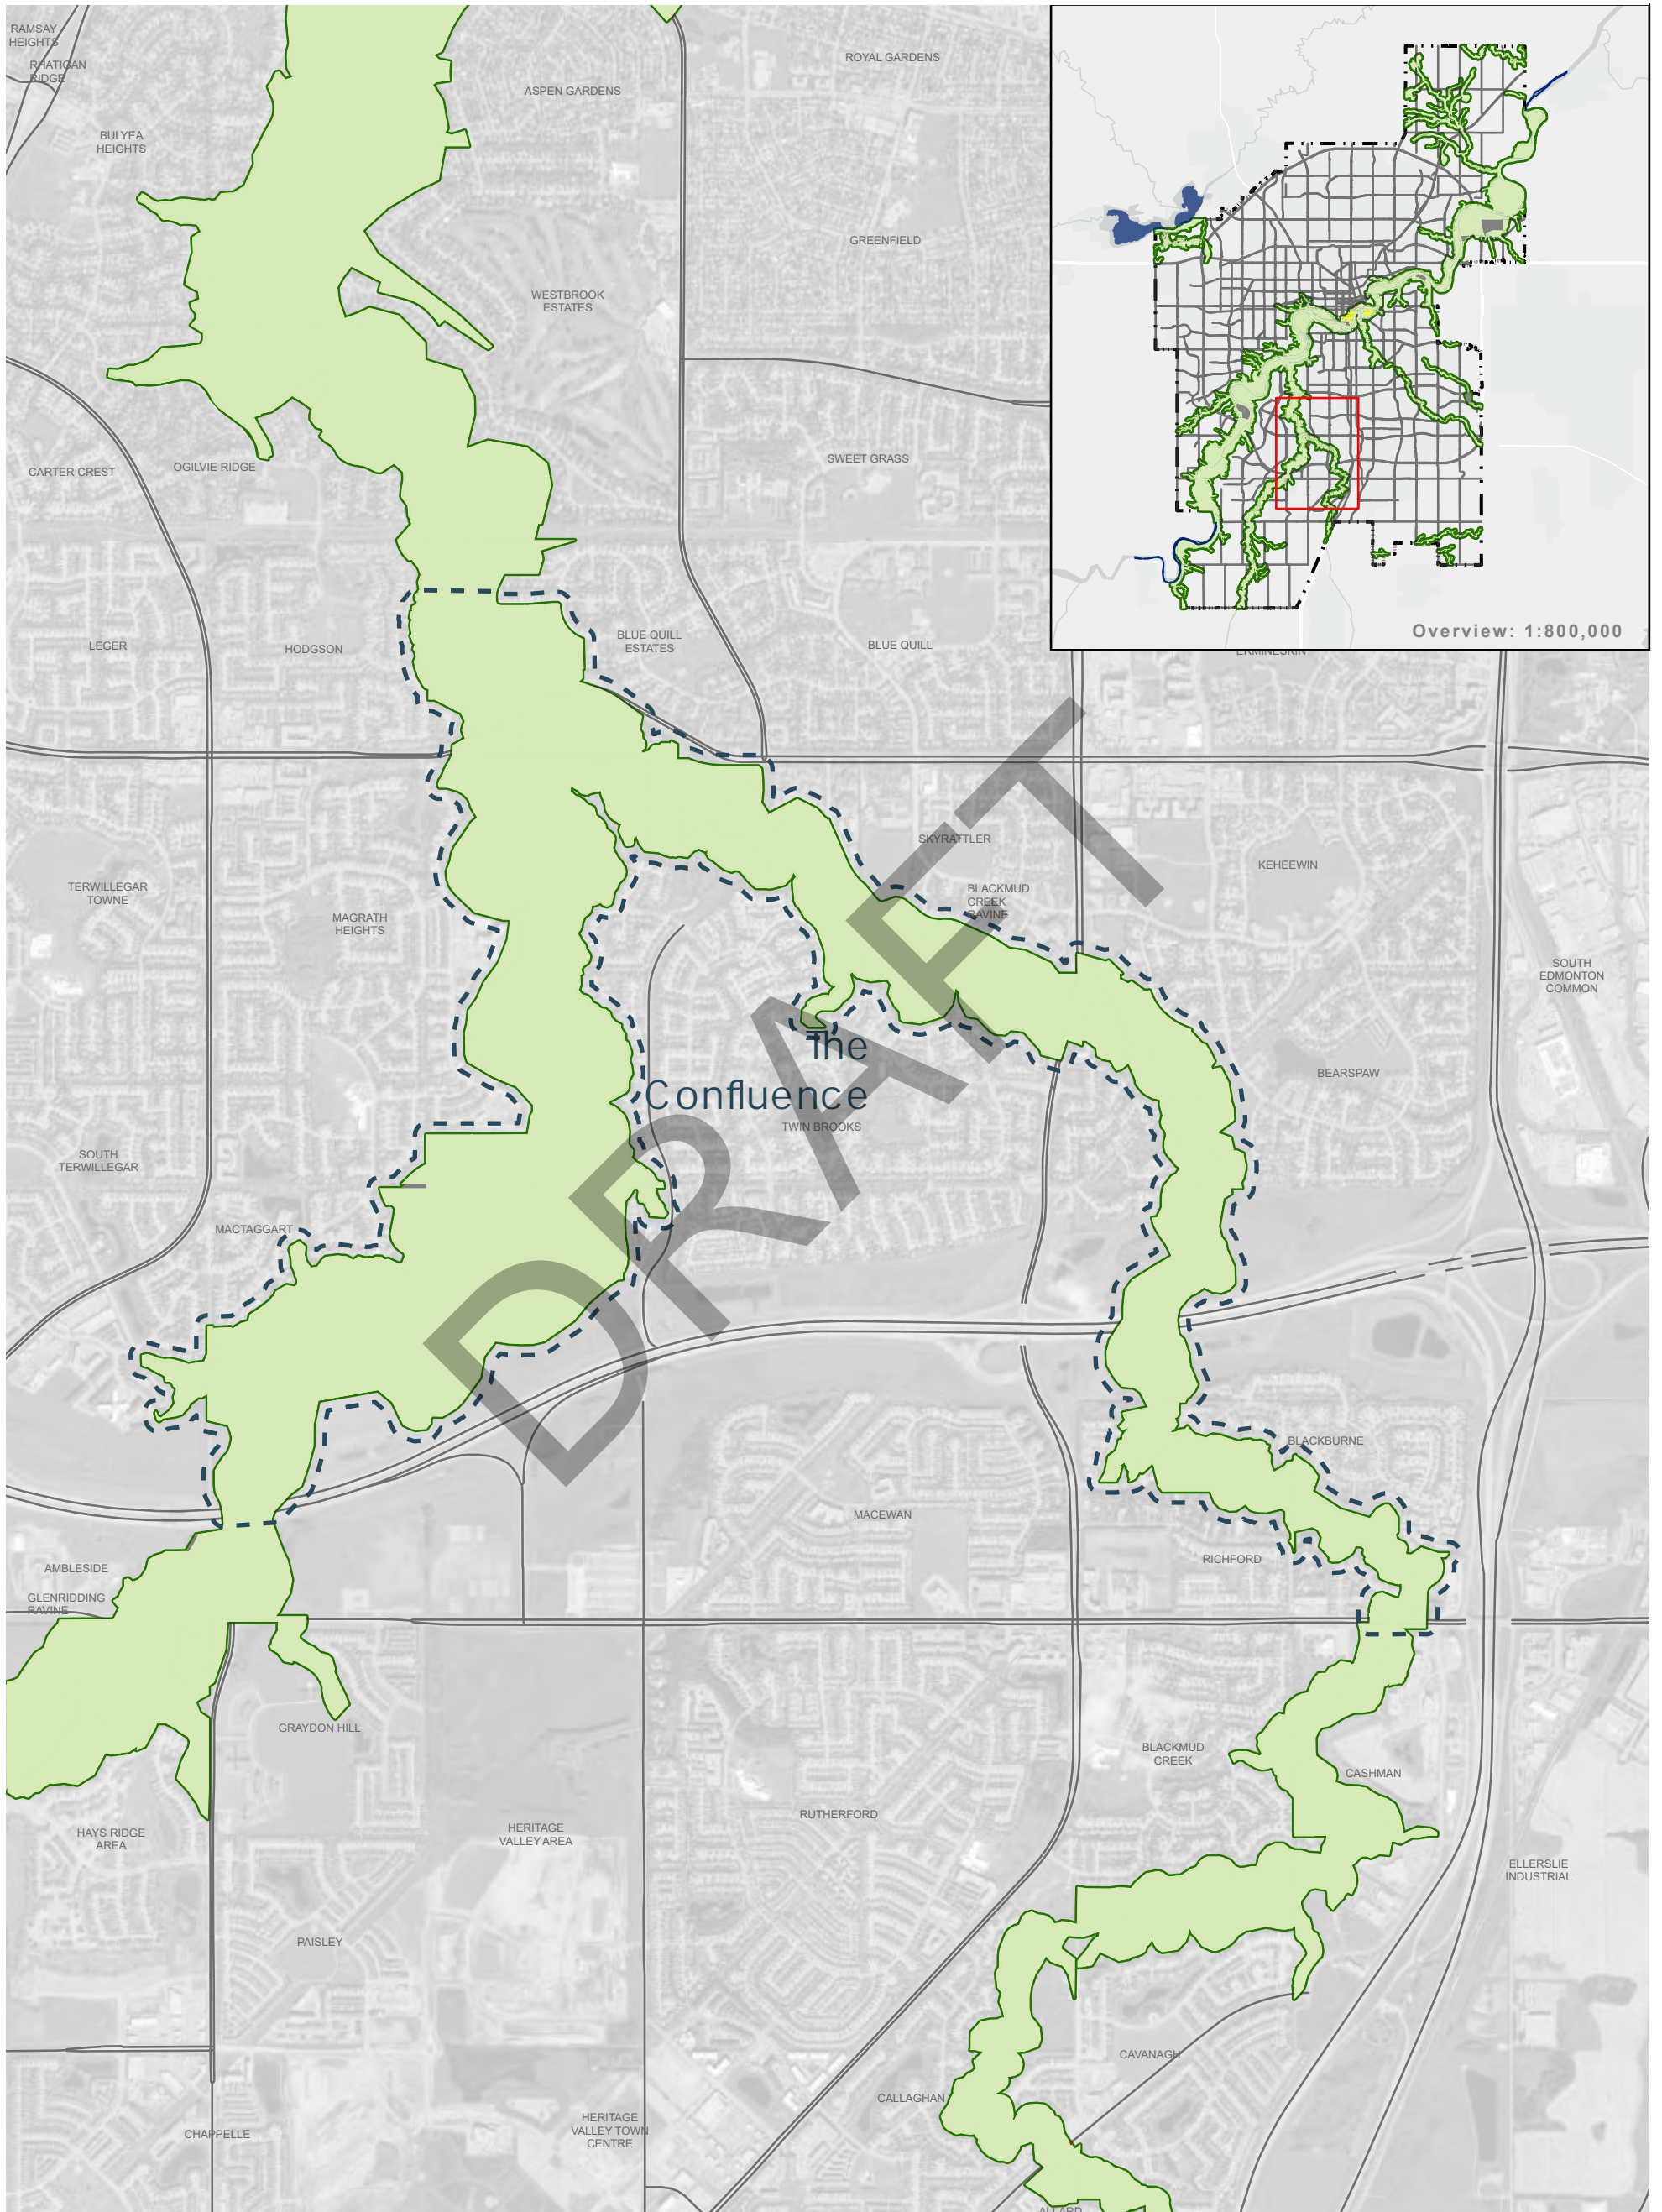 RAMSAY
HEIGHTS
RHATIGAN
RIDGE
ROYAL GARDENS
ASPEN GARDENS
BULYEA
HEIGHTS
GREENFIELD
WESTBROOK
ESTATES
SWEET GRASS
OGILVIE RIDGE
CARTER CREST
Overview: 1:800,000
BLUE QUILL
ESTATES
BLUE QUILL
LEGER
HODGSON
ERMINESKIN
SKYRATTLER
KEHEEWIN
TERWILLEGAR
TOWNE
BLACKMUD
CREEK
RAVINE
MAGRATH
HEIGHTS
SOUTH
EDMONTON
COMMON
The
Confluence
BEARSPAW
TWIN BROOKS
SOUTH
TERWILLEGAR
MACTAGGART
DRAFT
BLACKBURNE
MACEWAN
RICHFORD
AMBLESIDE
GLENRIDDING
RAVINE
GRAYDON HILL
BLACKMUD
CREEK
CASHMAN
RUTHERFORD
HERITAGE
VALLEY AREA
HAYS RIDGE
AREA
ELLERSLIE
INDUSTRIAL
PAISLEY
CAVANAGH
CALLAGHAN
HERITAGE
VALLEY TOWN
CENTRE
CHAPPELLE
ALLARD